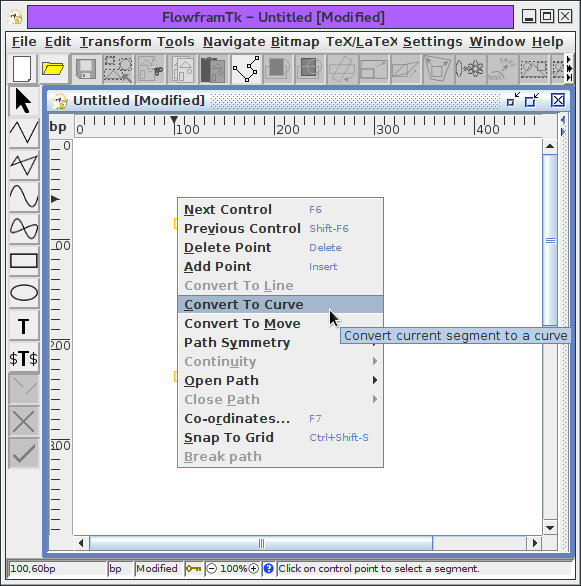 FlowframTk - Untitled [Modified]
File Edit Transform Tools Navigate Bitmap TeX/LaTeX Settings Window Help
Untitled [Modified]
bp 0 100 200 300 400
0
Next Control F6
Previous Control Shift-F6
Delete Point Delete
Add Point Insert
Convert To Line
Convert To Curve
Convert To Move
Convert current segment to a curve
Path Symmetry
Continuity
Open Path
Close Path
Co-ordinates... F7
Snap To Grid Ctrl+Shift-S
Break path
T
$T$
100,60bp bp Modified 100% Click on control point to select a segment.